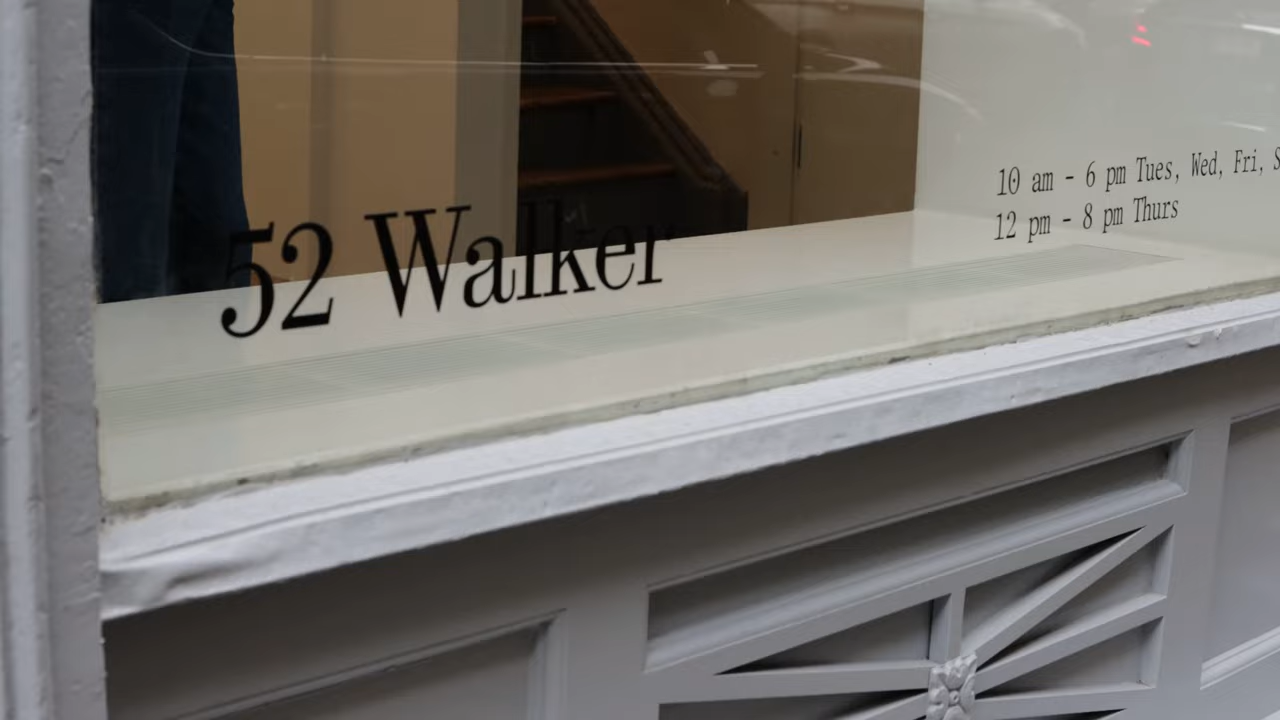 52 Walker
10 am - 6 pm Tues, Wed, Fri,
12 pm - 8 pm Thurs